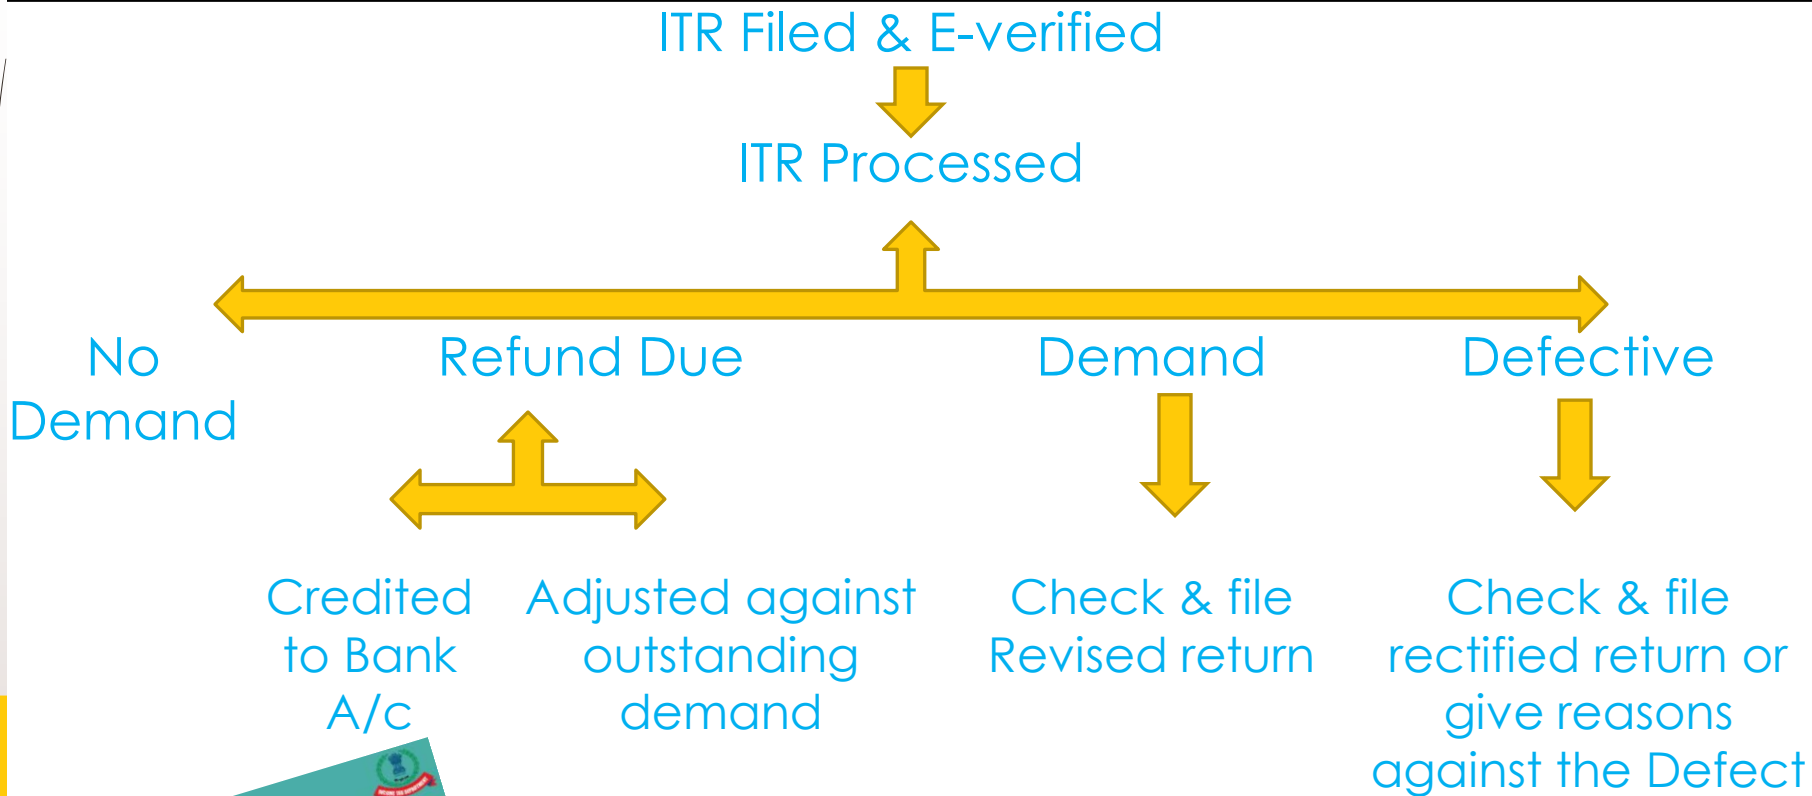 ITR Filed & E-verified
ITR Processed
No
Demand
Refund Due
Demand
Defective
Credited
to Bank
A/c
Adjusted against
outstanding
demand
Check & file
Revised return
Check & file
rectified return or
give reasons
against the Defect